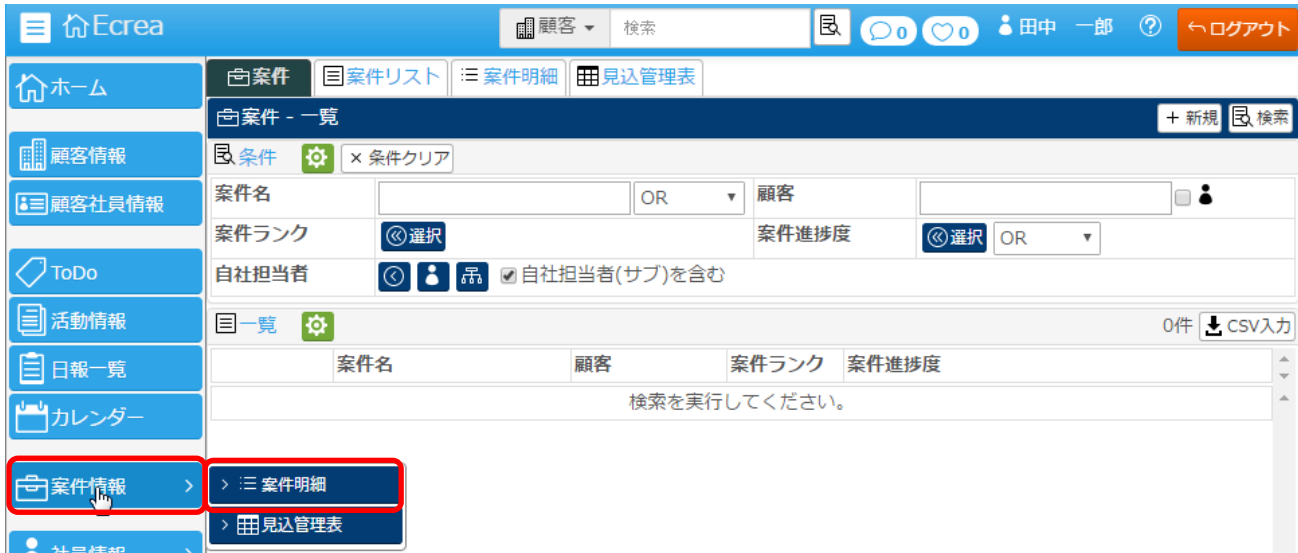 Ecrea 顧客 検索 0 0 田中 一郎 ログアウト
ホーム
顧客情報
顧客社員情報
ToDo
活動情報
日報一覧
カレンダー
案件情報
社員情報
案件 案件リスト 案件明細 見込管理表
案件 - 一覧 + 新規 検索
条件 × 条件クリア
案件名 OR 顧客
案件ランク 選択 案件進捗度 選択 OR
自社担当者 自社担当者(サブ)を含む
一覧 0件 CSV入力
案件名 顧客 案件ランク 案件進捗度
検索を実行してください。
案件明細
見込管理表